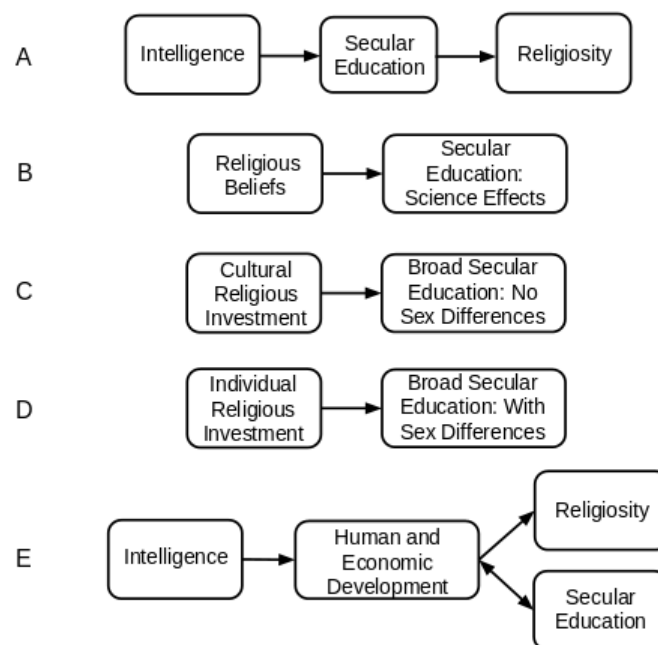 A
Intelligence
Secular
Education
Religiosity
B
Religious
Beliefs
Secular
Education:
Science Effects
C
Cultural
Religious
Investment
Broad Secular
Education: No
Sex Differences
D
Individual
Religious
Investment
Broad Secular
Education: With
Sex Differences
E
Intelligence
Human and
Economic
Development
Religiosity
Secular
Education